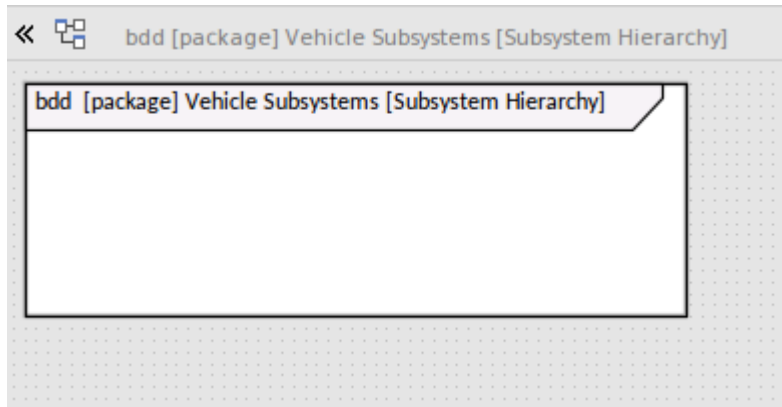 « bdd [package] Vehicle Subsystems [Subsystem Hierarchy]
bdd [package] Vehicle Subsystems [Subsystem Hierarchy]